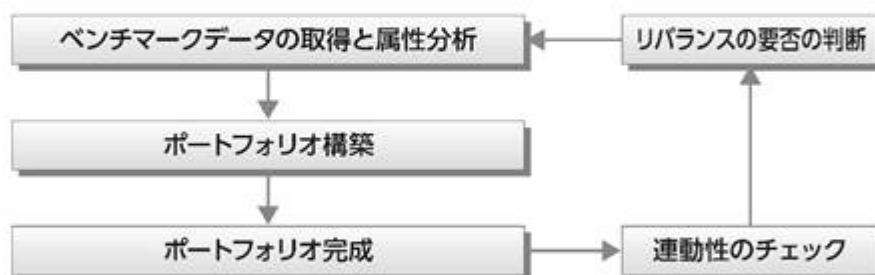 ベンチマークデータの取得と属性分析
リバランスの要否の判断
ポートフォリオ構築
ポートフォリオ完成
連動性のチェック